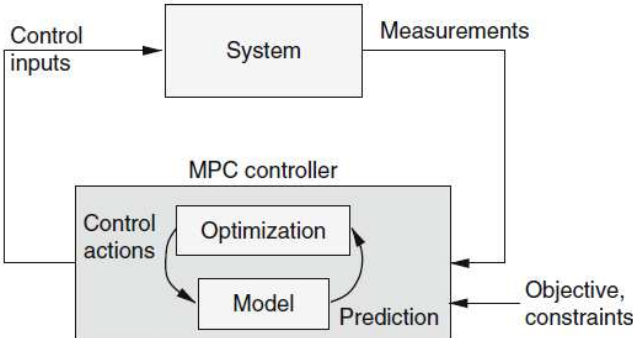 Control
inputs
System
Measurements
MPC controller
Control
actions
Optimization
Model
Prediction
Objective,
constraints